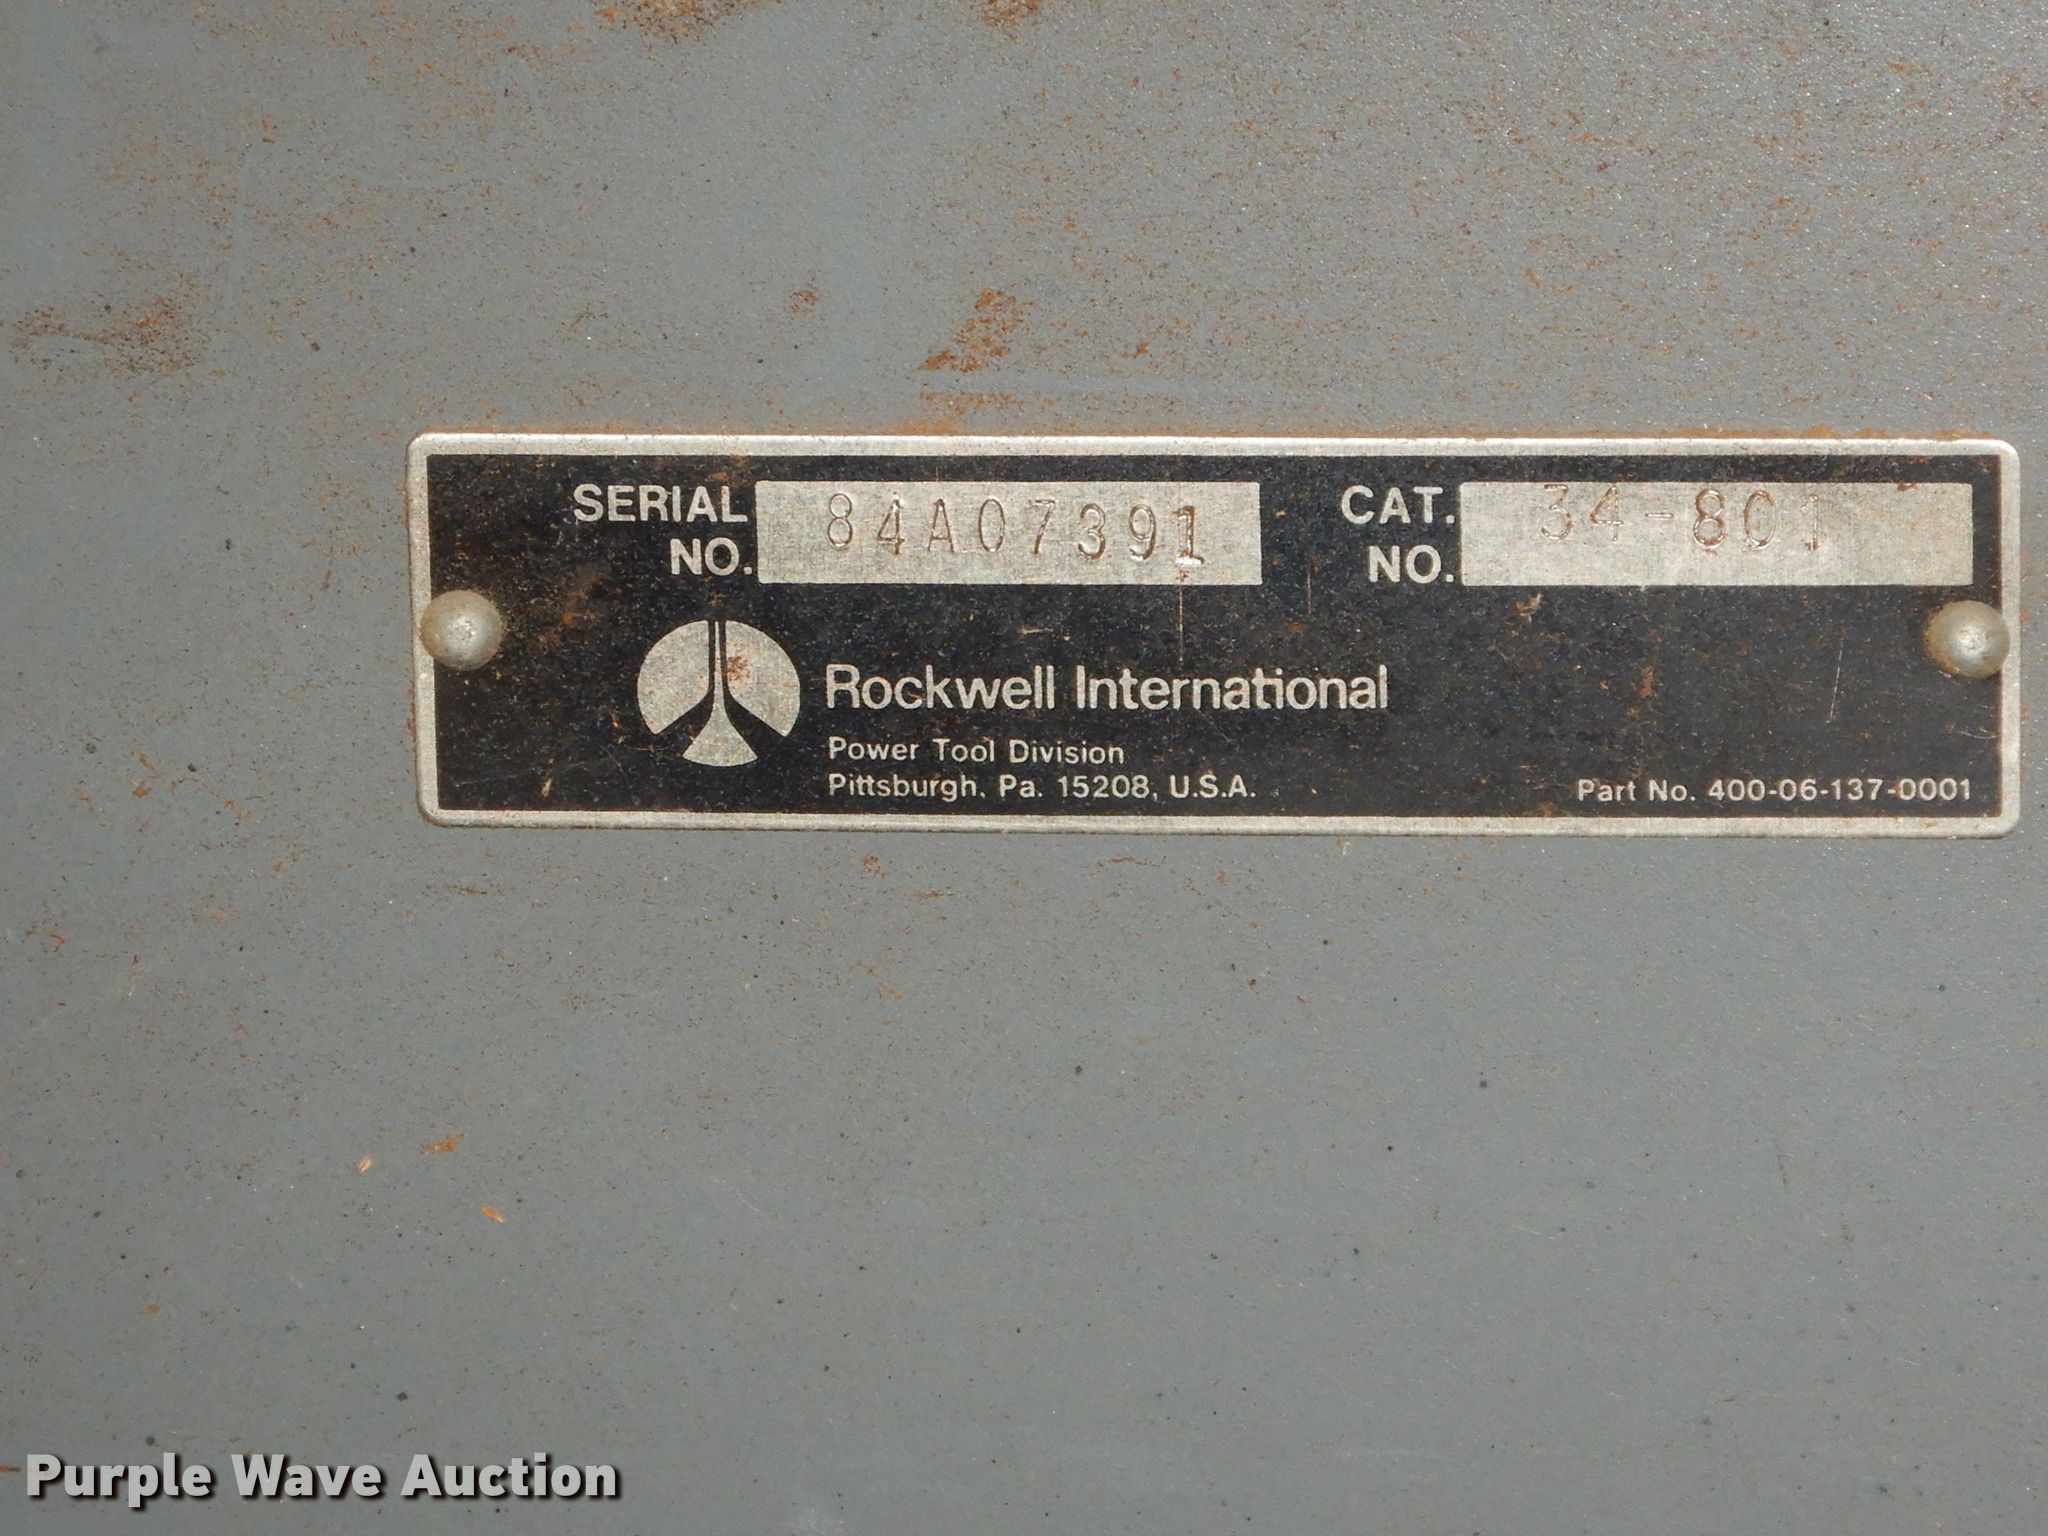 SERIAL NO. 84A07391
CAT. NO. 34-801
Rockwell International
Power Tool Division
Pittsburgh, Pa. 15208, U.S.A.
Part No. 400-06-137-0001
Purple Wave Auction